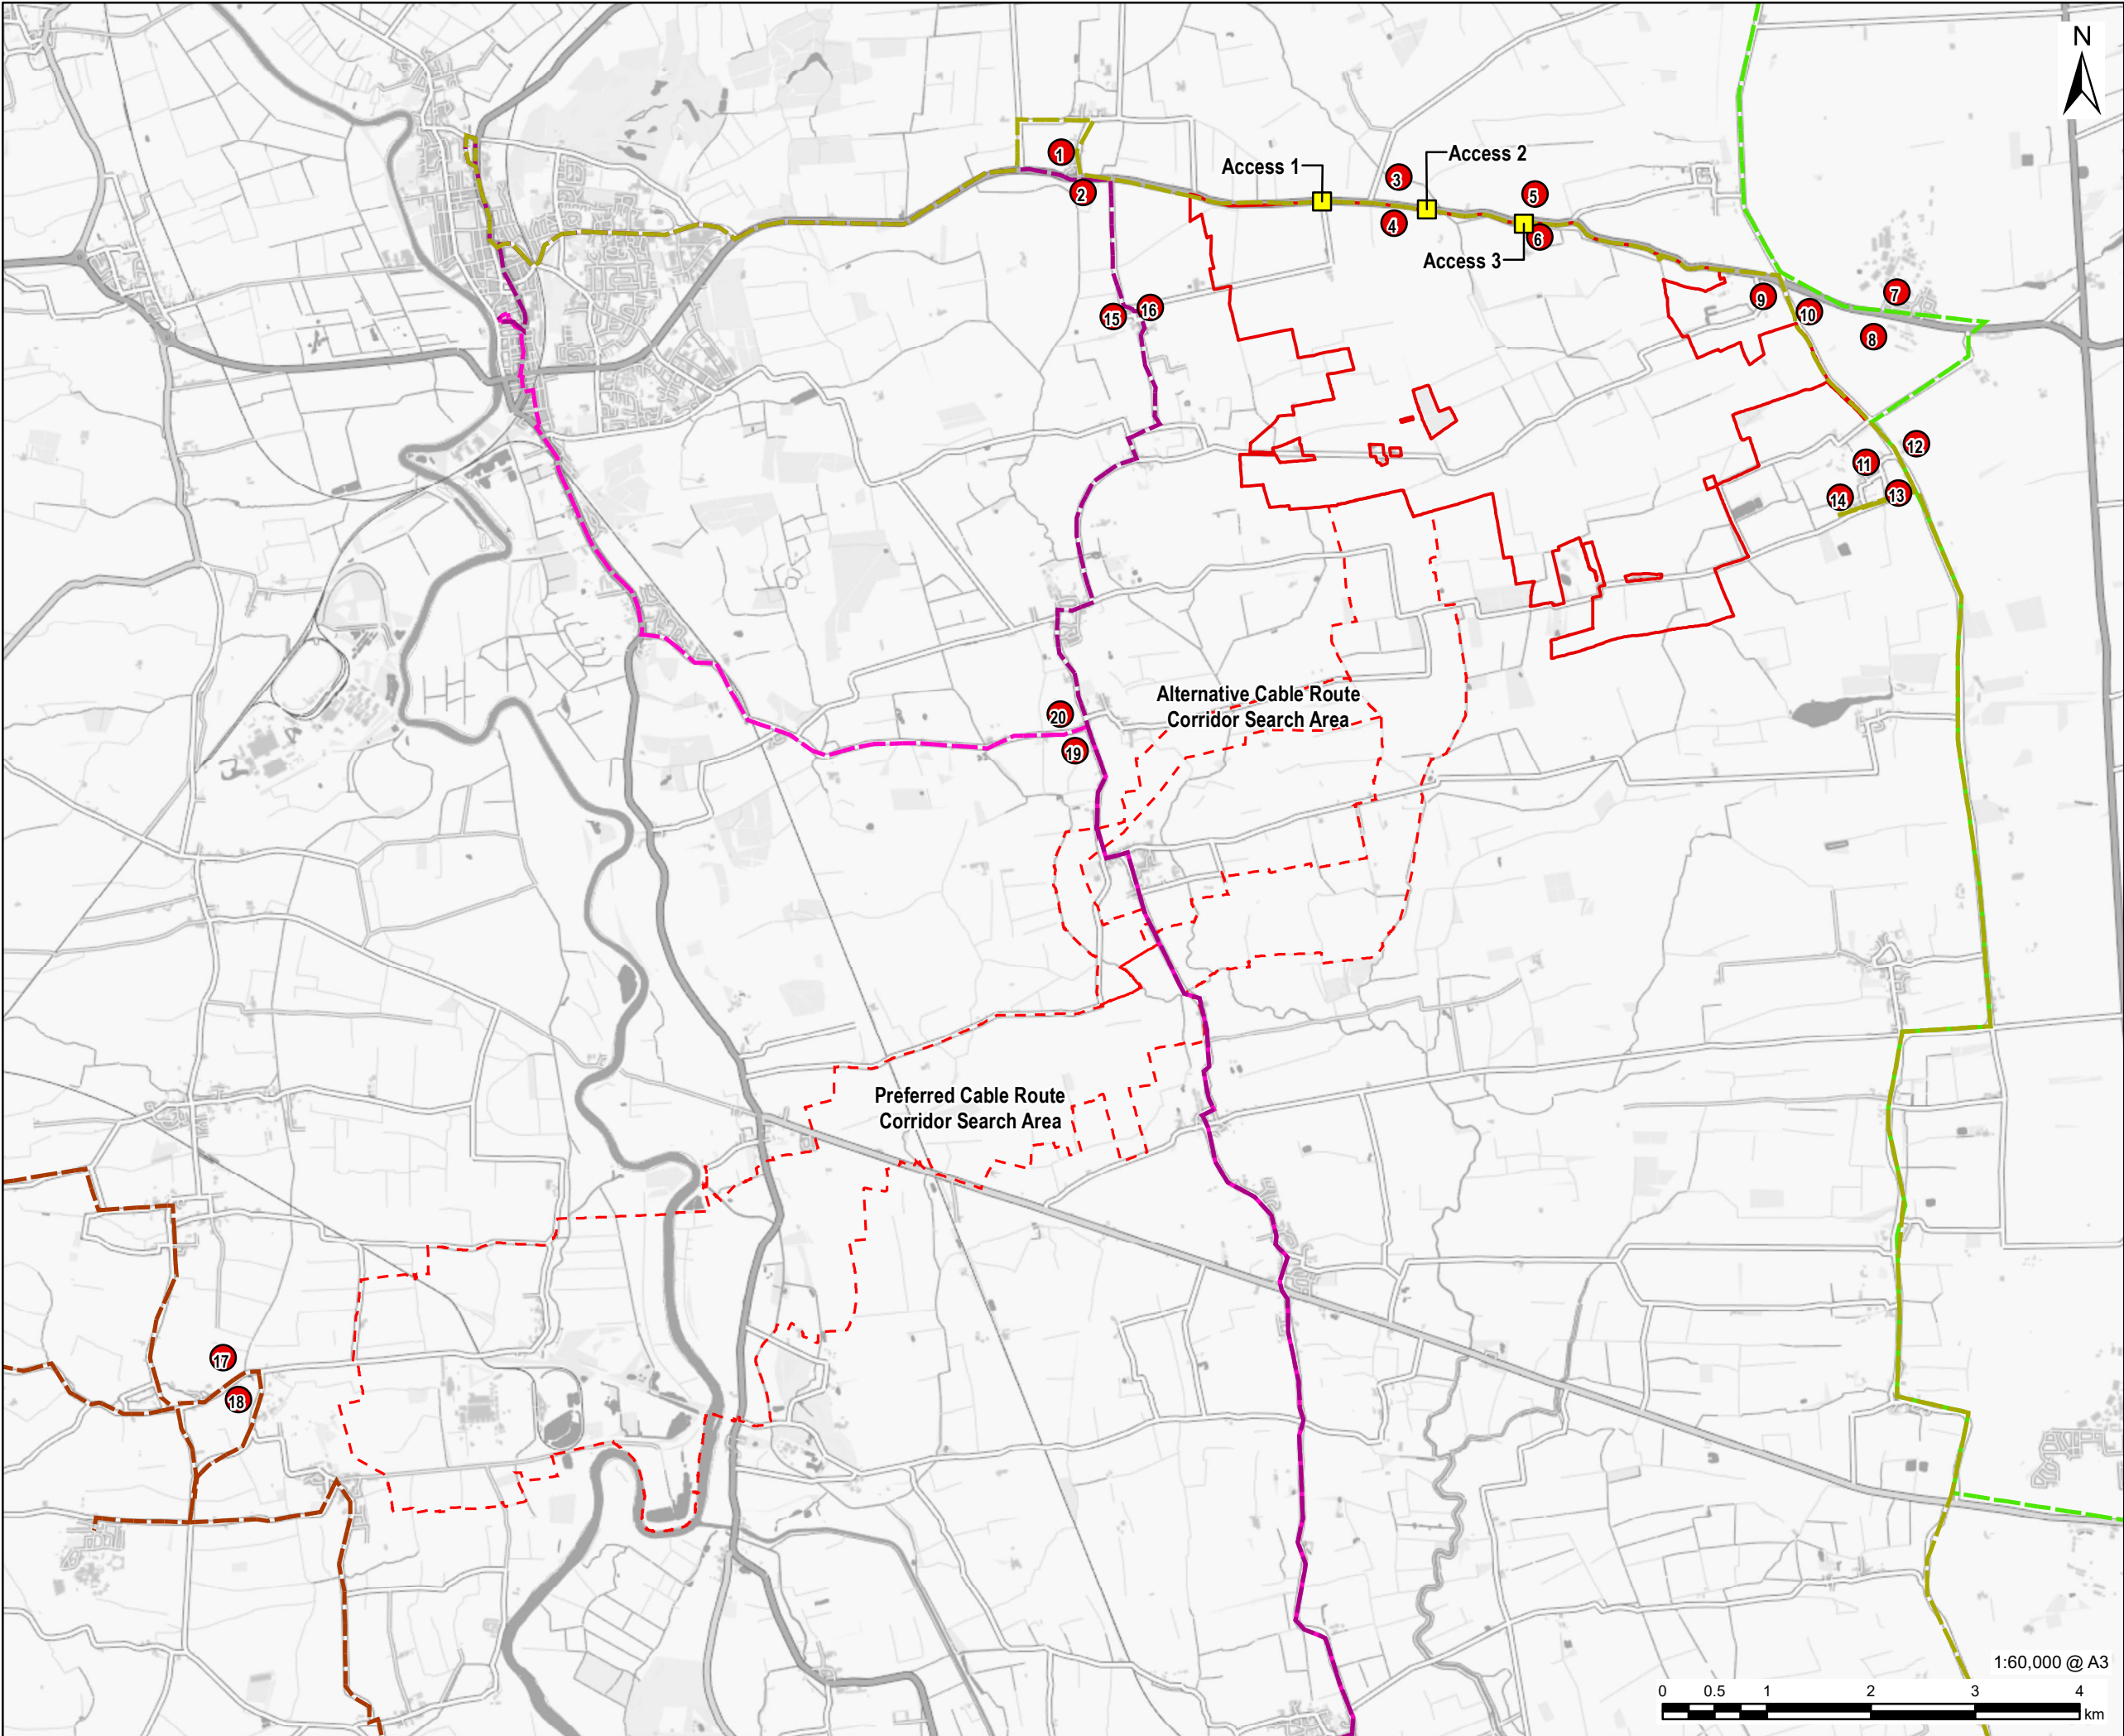 N
1
2
Access 1
3
Access 2
4
5
6
Access 3
7
8
9
10
15
16
12
11
14
13
20
19
Alternative Cable Route
Corridor Search Area
Preferred Cable Route
Corridor Search Area
17
18
1:60,000 @ A3
0 0.5 1 2 3 4
km